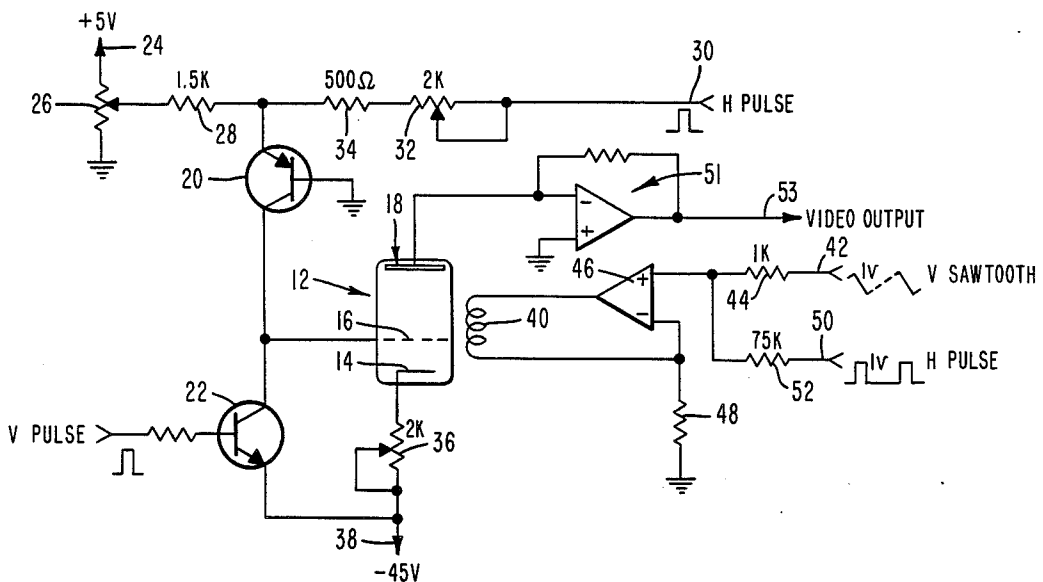 +5V
24
30
1.5K
500Ω
2K
26
H PULSE
28
34
32
20
51
53
18
VIDEO OUTPUT
46
1K
42
12
1V
V SAWTOOTH
44
16
40
50
14
75K
1V
H PULSE
22
52
V PULSE
2K
36
48
38
-45V